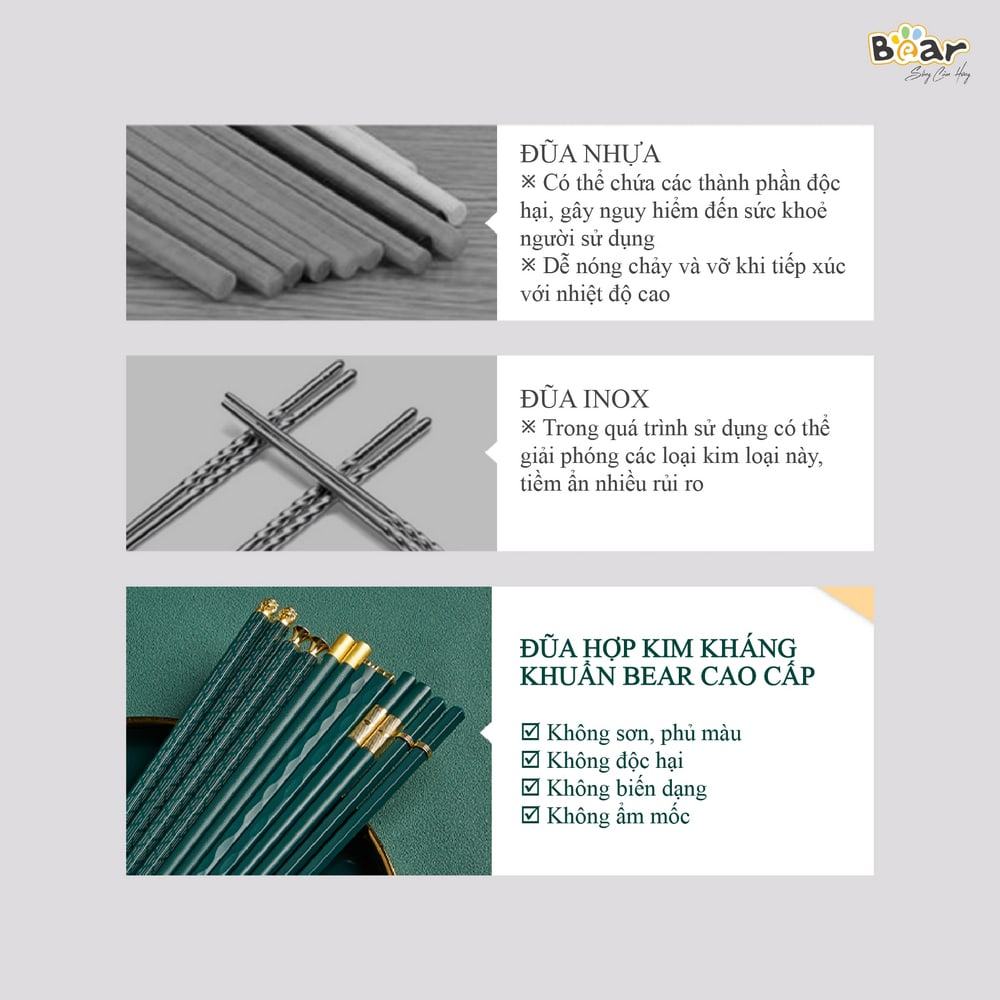 Bear
Sống Cảm Hứng
ĐŨA NHỰA
※ Có thể chứa các thành phần độc
hại, gây nguy hiểm đến sức khoẻ
người sử dụng
※ Dễ nóng chảy và vỡ khi tiếp xúc
với nhiệt độ cao
ĐŨA INOX
※ Trong quá trình sử dụng có thể
giải phóng các loại kim loại này,
tiềm ẩn nhiều rủi ro
ĐŨA HỢP KIM KHÁNG
KHUẨN BEAR CAO CẤP
☑ Không sơn, phủ màu
☑ Không độc hại
☑ Không biến dạng
☑ Không ẩm mốc